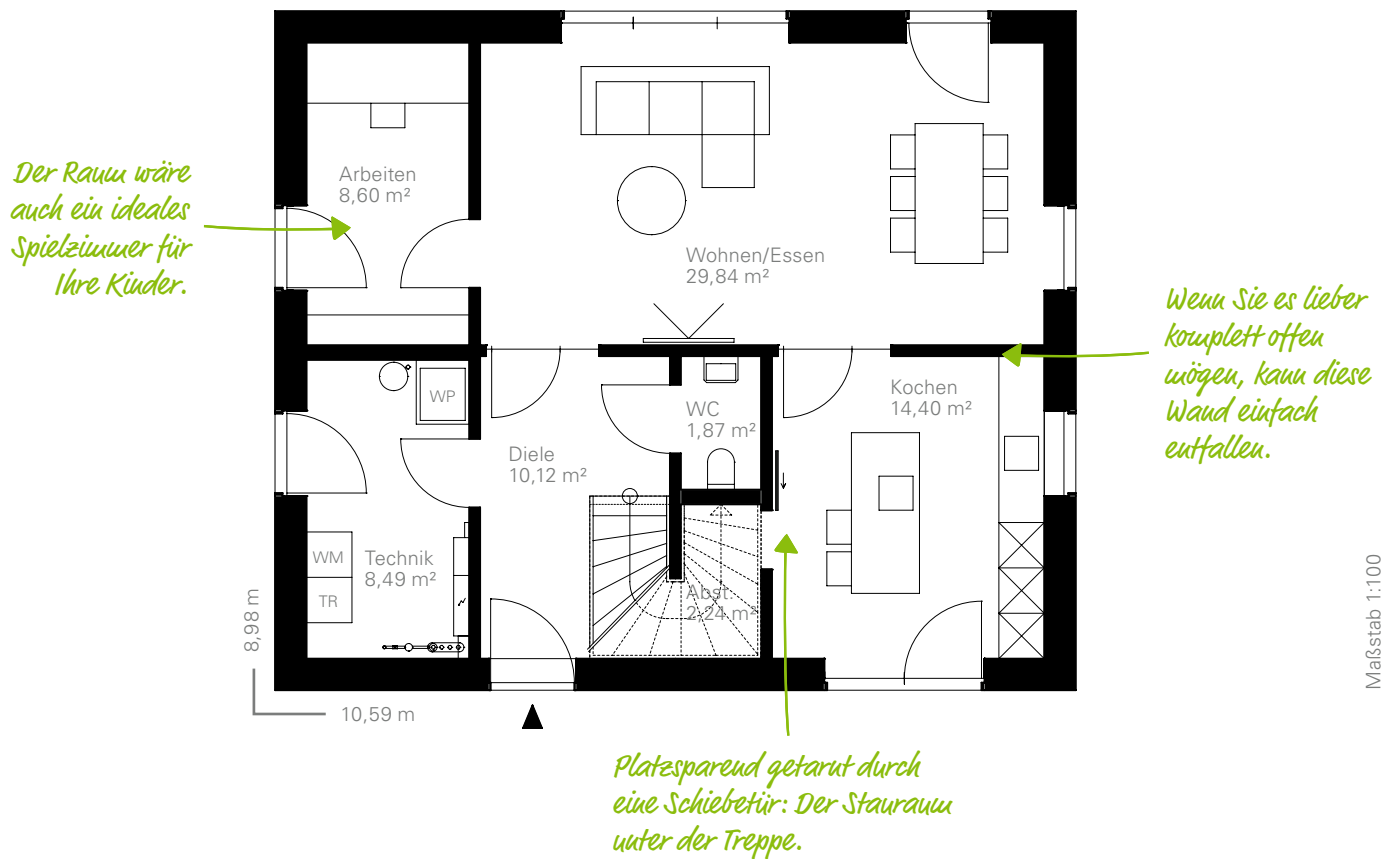 Arbeiten
8,60 m²
Der Raum wäre
auch ein ideales
Spielzimmer für
Ihre Kinder.
Wohnen/Essen
29,84 m²
Wenn Sie es lieber
komplett offen
mögen, kann diese
Wand einfach
entfallen.
WP
WC
1,87 m²
Kochen
14,40 m²
Diele
10,12 m²
WM
TR
Technik
8,49 m²
Abst.
2,24 m²
8,98 m
10,59 m
Maßstab 1:100
Platzsparend getarnt durch
eine Schiebetür: Der Stauraum
unter der Treppe.